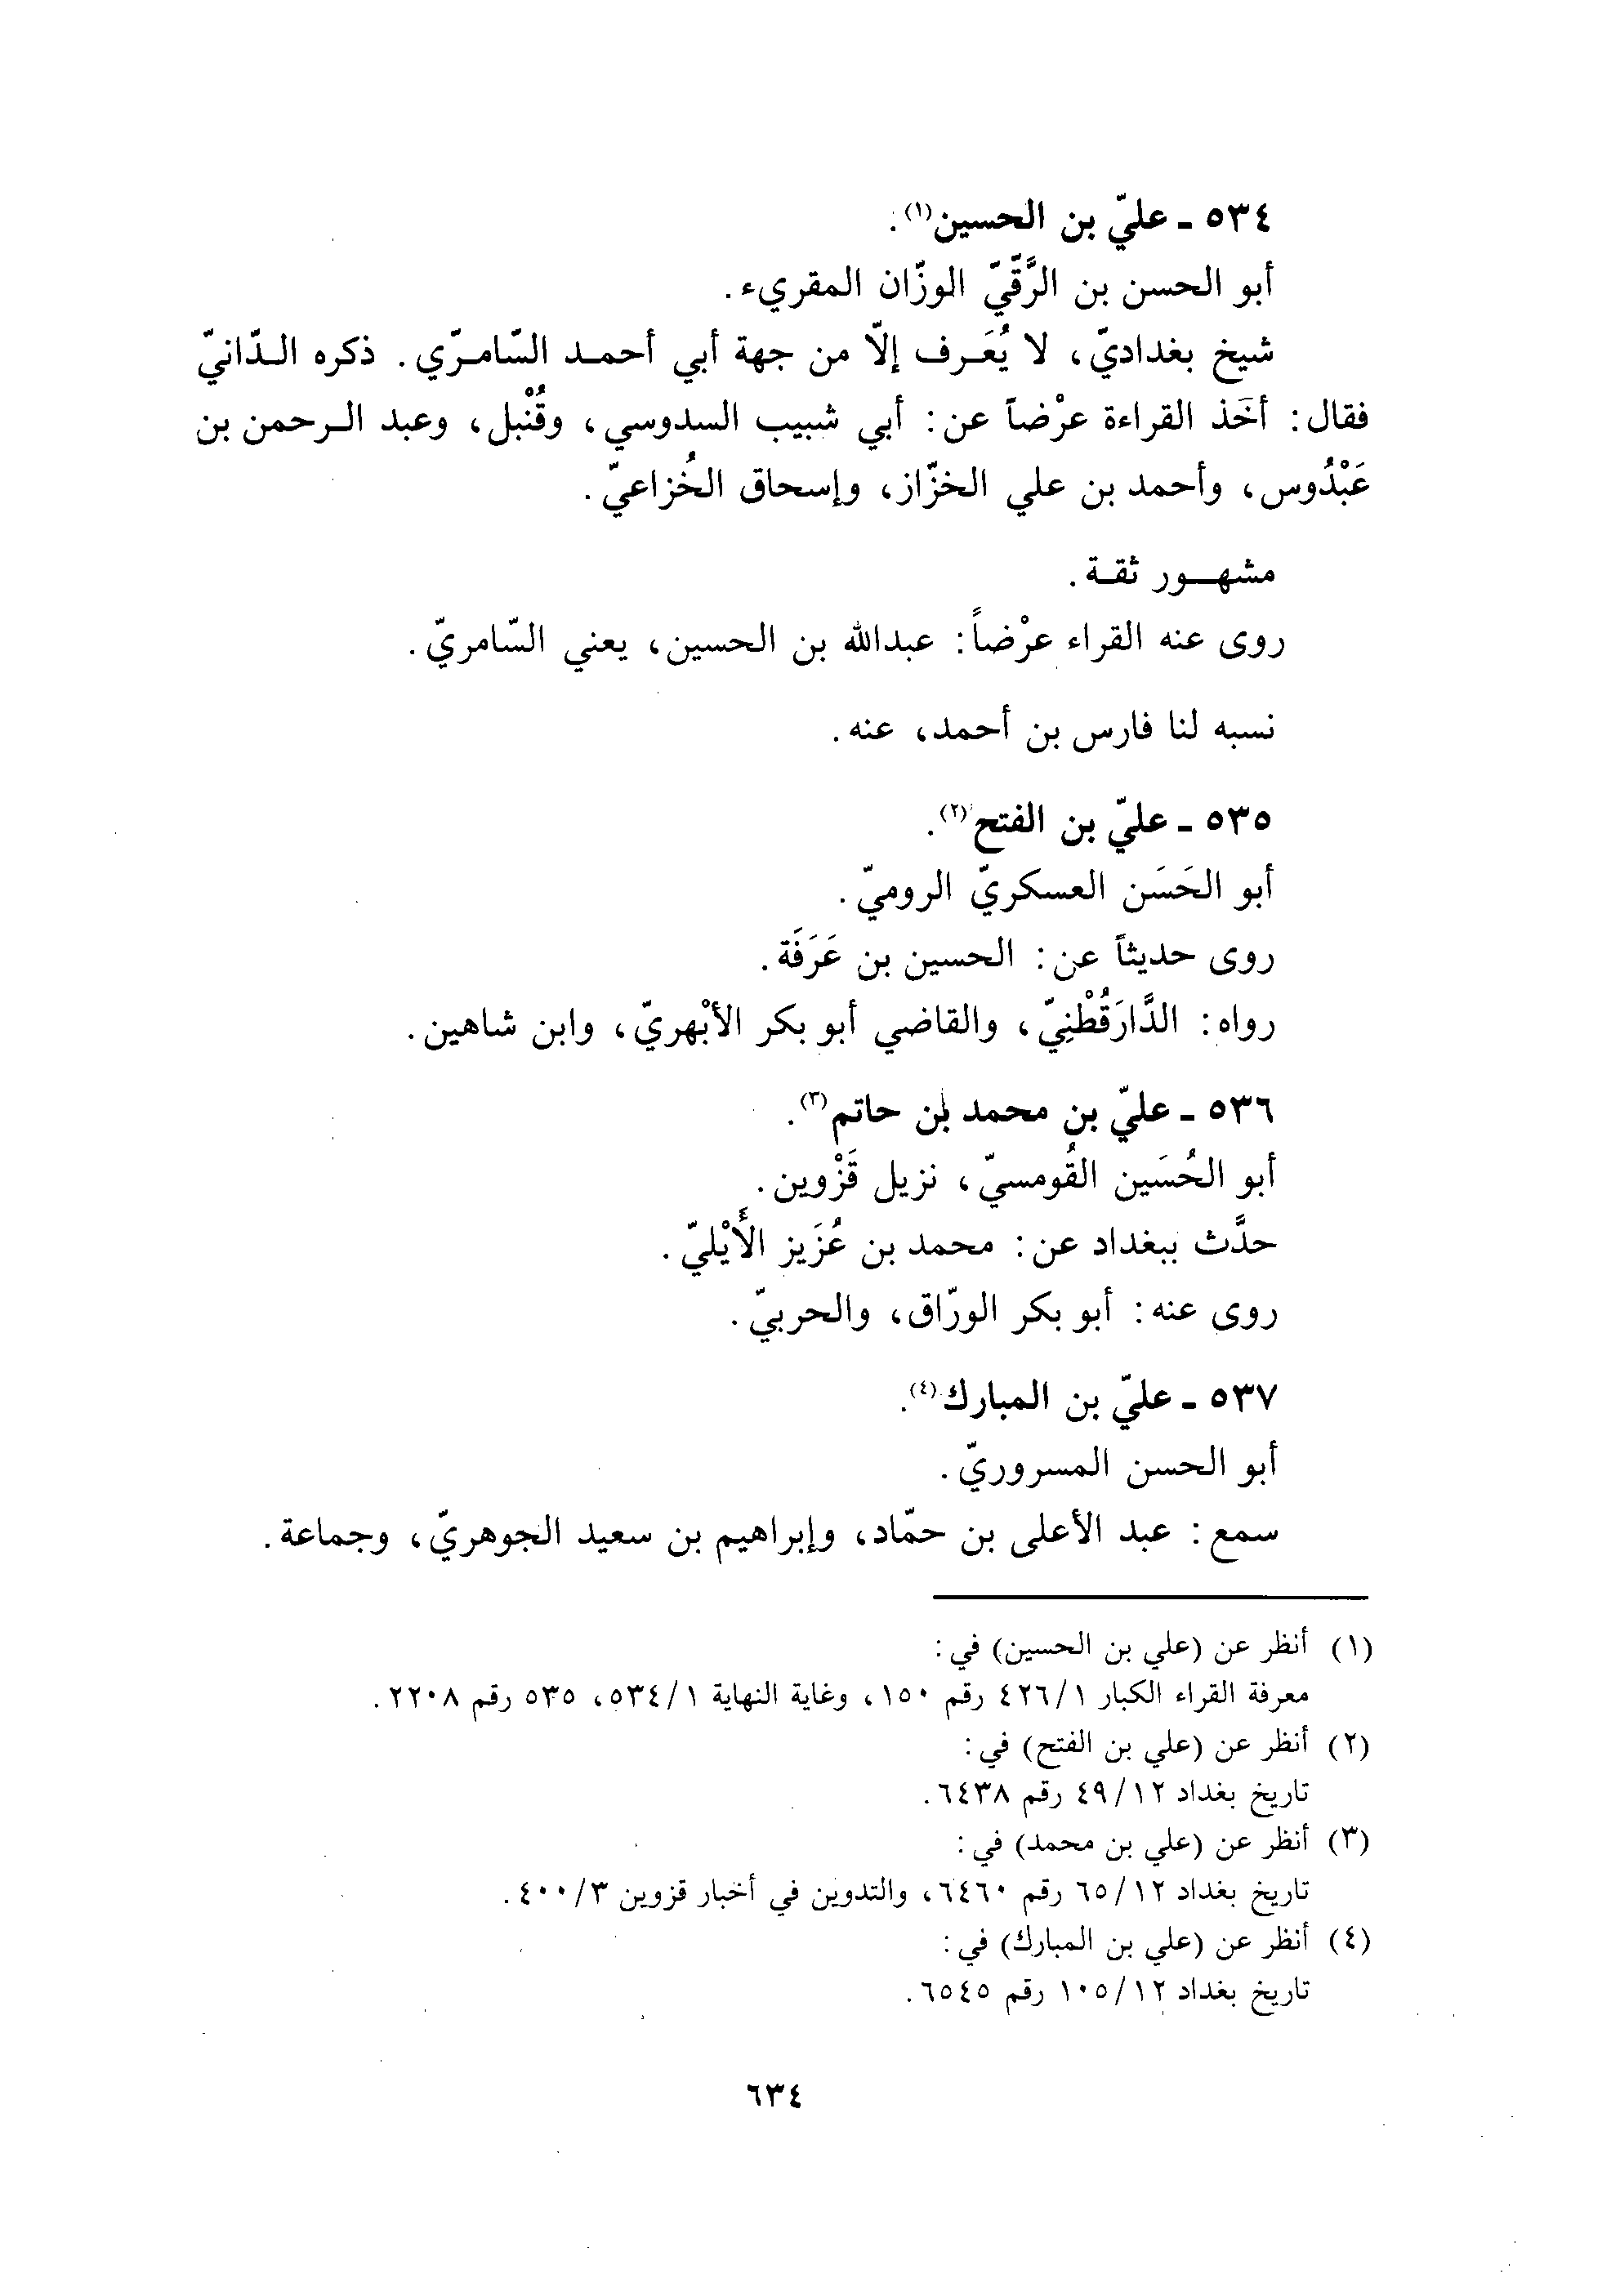 ٥٣٤ - عليّ بن الحسين(١).
أبو الحسن بن الرَّقّيّ الوزّان المقريء.
شيخ بغداديّ، لا يُعَرف إلّا من جهة أبي أحمد السّامرّي. ذكره الدّانيّ
فقال: أخَذ القراءة عرْضاً عن: أبي شبيب السدوسي، وقُنْبل، وعبد الرحمن بن
عَبْدُوس، وأحمد بن علي الخزّاز، وإسحاق الخُزاعيّ.
مشهور ثقة.
روى عنه القراء عرْضاً: عبدالله بن الحسين، يعني السّامريّ.
نسبه لنا فارس بن أحمد، عنه.
٥٣٥ - عليّ بن الفتح(٢).
أبو الحَسَن العسكريّ الروميّ.
روى حديثاً عن: الحسين بن عَرَفَة.
رواه: الدَّارَقُطْنِيّ، والقاضي أبو بكر الأبْهريّ، وابن شاهين.
٥٣٦ - عليّ بن محمد بن حاتم(٣).
أبو الحُسَين القُومسيّ، نزيل قَزْوين.
حدَّث ببغداد عن: محمد بن عُزَيز الأَيْليّ.
روى عنه: أبو بكر الورّاق، والحربيّ.
٥٣٧ - عليّ بن المبارك(٤).
أبو الحسن المسروريّ.
سمع: عبد الأعلى بن حمّاد، وإبراهيم بن سعيد الجوهريّ، وجماعة.
(١) أنظر عن (علي بن الحسين) في:
معرفة القراء الكبار ١/٤٢٦ رقم ١٥٠، وغاية النهاية ١/٥٣٤، ٥٣٥ رقم ٢٢٠٨.
(٢) أنظر عن (علي بن الفتح) في:
تاريخ بغداد ١٢/٤٩ رقم ٦٤٣٨.
(٣) أنظر عن (علي بن محمد) في:
تاريخ بغداد ١٢/٦٥ رقم ٦٤٦٠، والتدوين في أخبار قزوين ٣/٤٠٠.
(٤) أنظر عن (علي بن المبارك) في:
تاريخ بغداد ١٢/١٠٥ رقم ٦٥٤٥.
٦٣٤